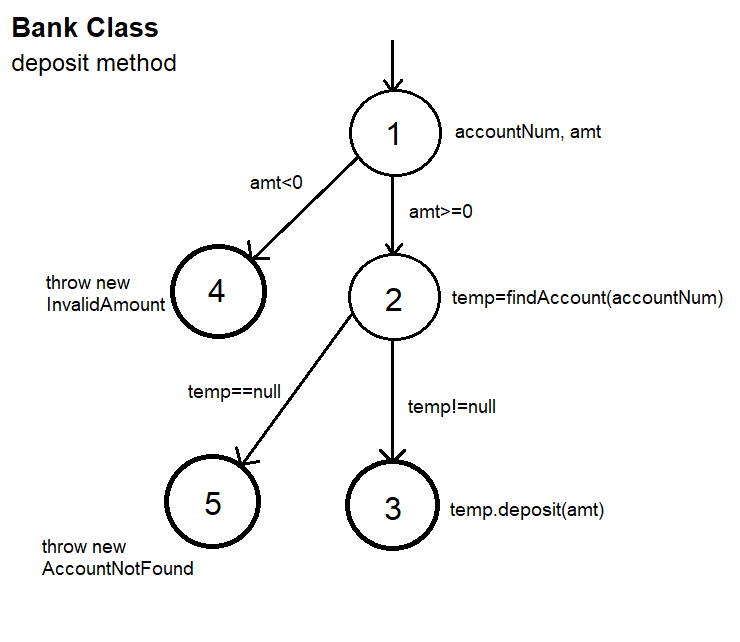 Bank Class
deposit method
1
accountNum, amt
amt<0
amt>=0
throw new
InvalidAmount
4
2
temp=findAccount(accountNum)
temp==null
temp!=null
5
3
temp.deposit(amt)
throw new
AccountNotFound